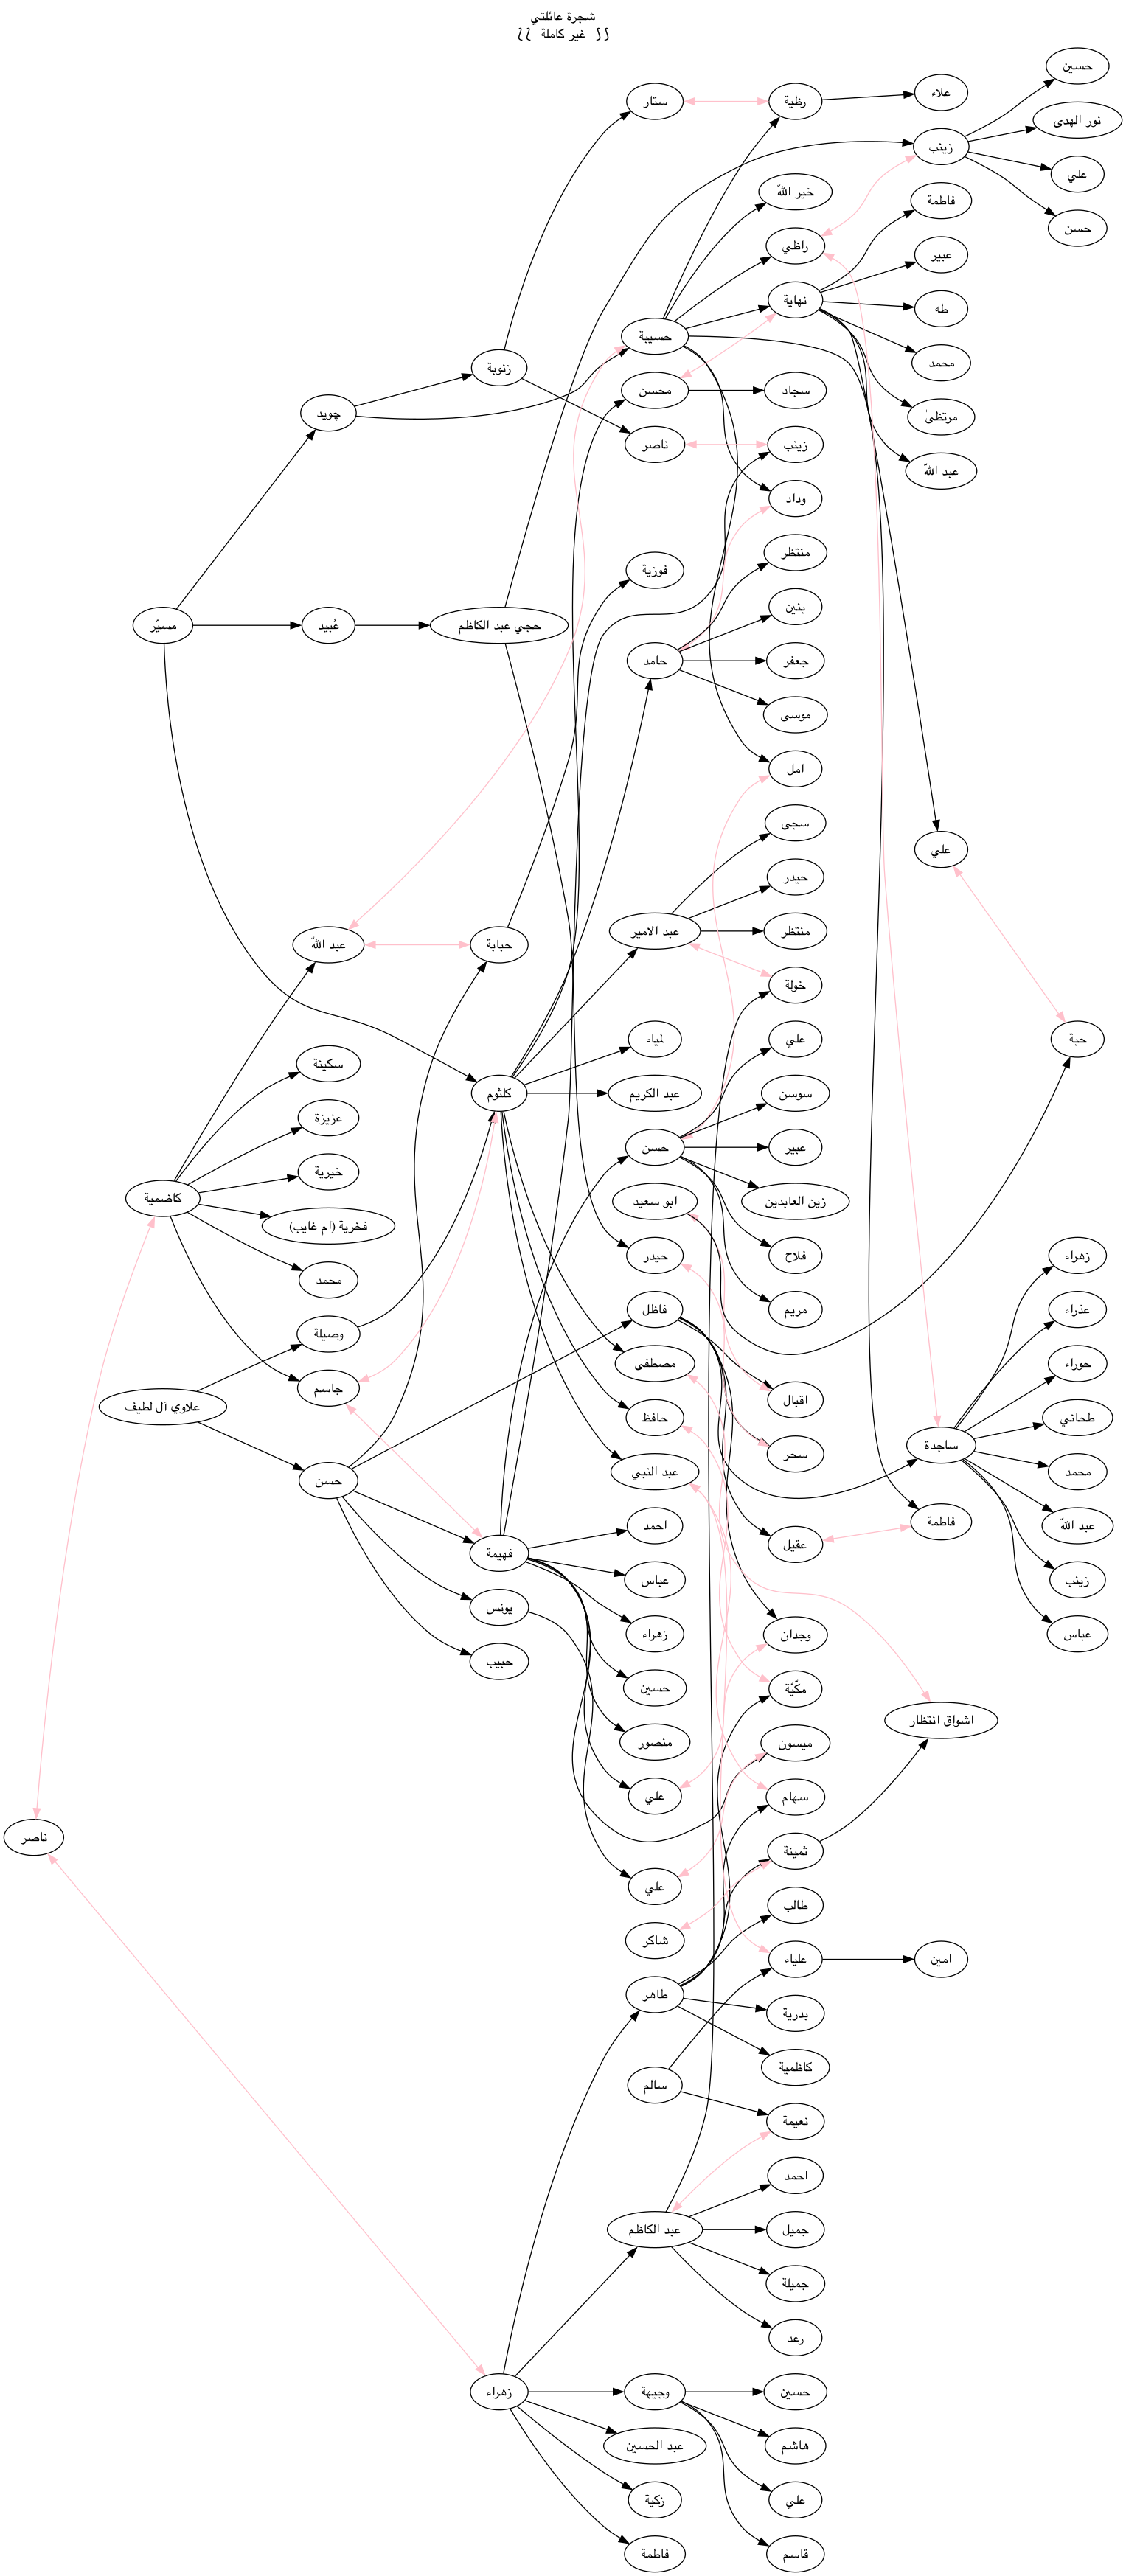 شجرة عائلتي
⟅⟅ غير كاملة ⟆⟆
حسين
ستار
رظية
علاء
نور الهدى
زينب
علي
خير اللّه
فاطمة
حسن
راظي
عبير
نهاية
طه
حسيبة
زنوبة
محمد
محسن
سجاد
چويد
مرتظىٰ
ناصر
زينب
عبد اللّه
وداد
منتظر
فوزية
بنين
مسيّر
عُبيد
حجي عبد الكاظم
حامد
جعفر
موسىٰ
امل
سجى
علي
حيدر
عبد الامير
منتظر
عبد اللّه
حبابة
خولة
لمياء
علي
حبة
سكينة
كلثوم
عبد الكريم
سوسن
عزيزة
حسن
عبير
خيرية
كاضمية
ابو سعيد
زين العابدين
فخرية (ام غايب)
حيدر
فلاح
زهراء
محمد
فاظل
مريم
عذراء
وصيلة
مصطفىٰ
حوراء
جاسم
اقبال
علاوي آل لطيف
حافظ
طحاني
ساجدة
سحر
عبد النبي
محمد
حسن
احمد
فاطمة
عبد اللّه
عقيل
فهيمة
عباس
زينب
يونس
زهراء
وجدان
عباس
حبيب
حسين
مكّيّة
اشواق انتظار
منصور
ميسون
علي
سهام
ناصر
ثمينة
علي
طالب
شاكر
علياء
امين
طاهر
بدرية
كاظمية
سالم
نعيمة
احمد
عبد الكاظم
جميل
جميلة
رعد
زهراء
وجيهة
حسين
عبد الحسين
هاشم
زكية
علي
فاطمة
قاسم